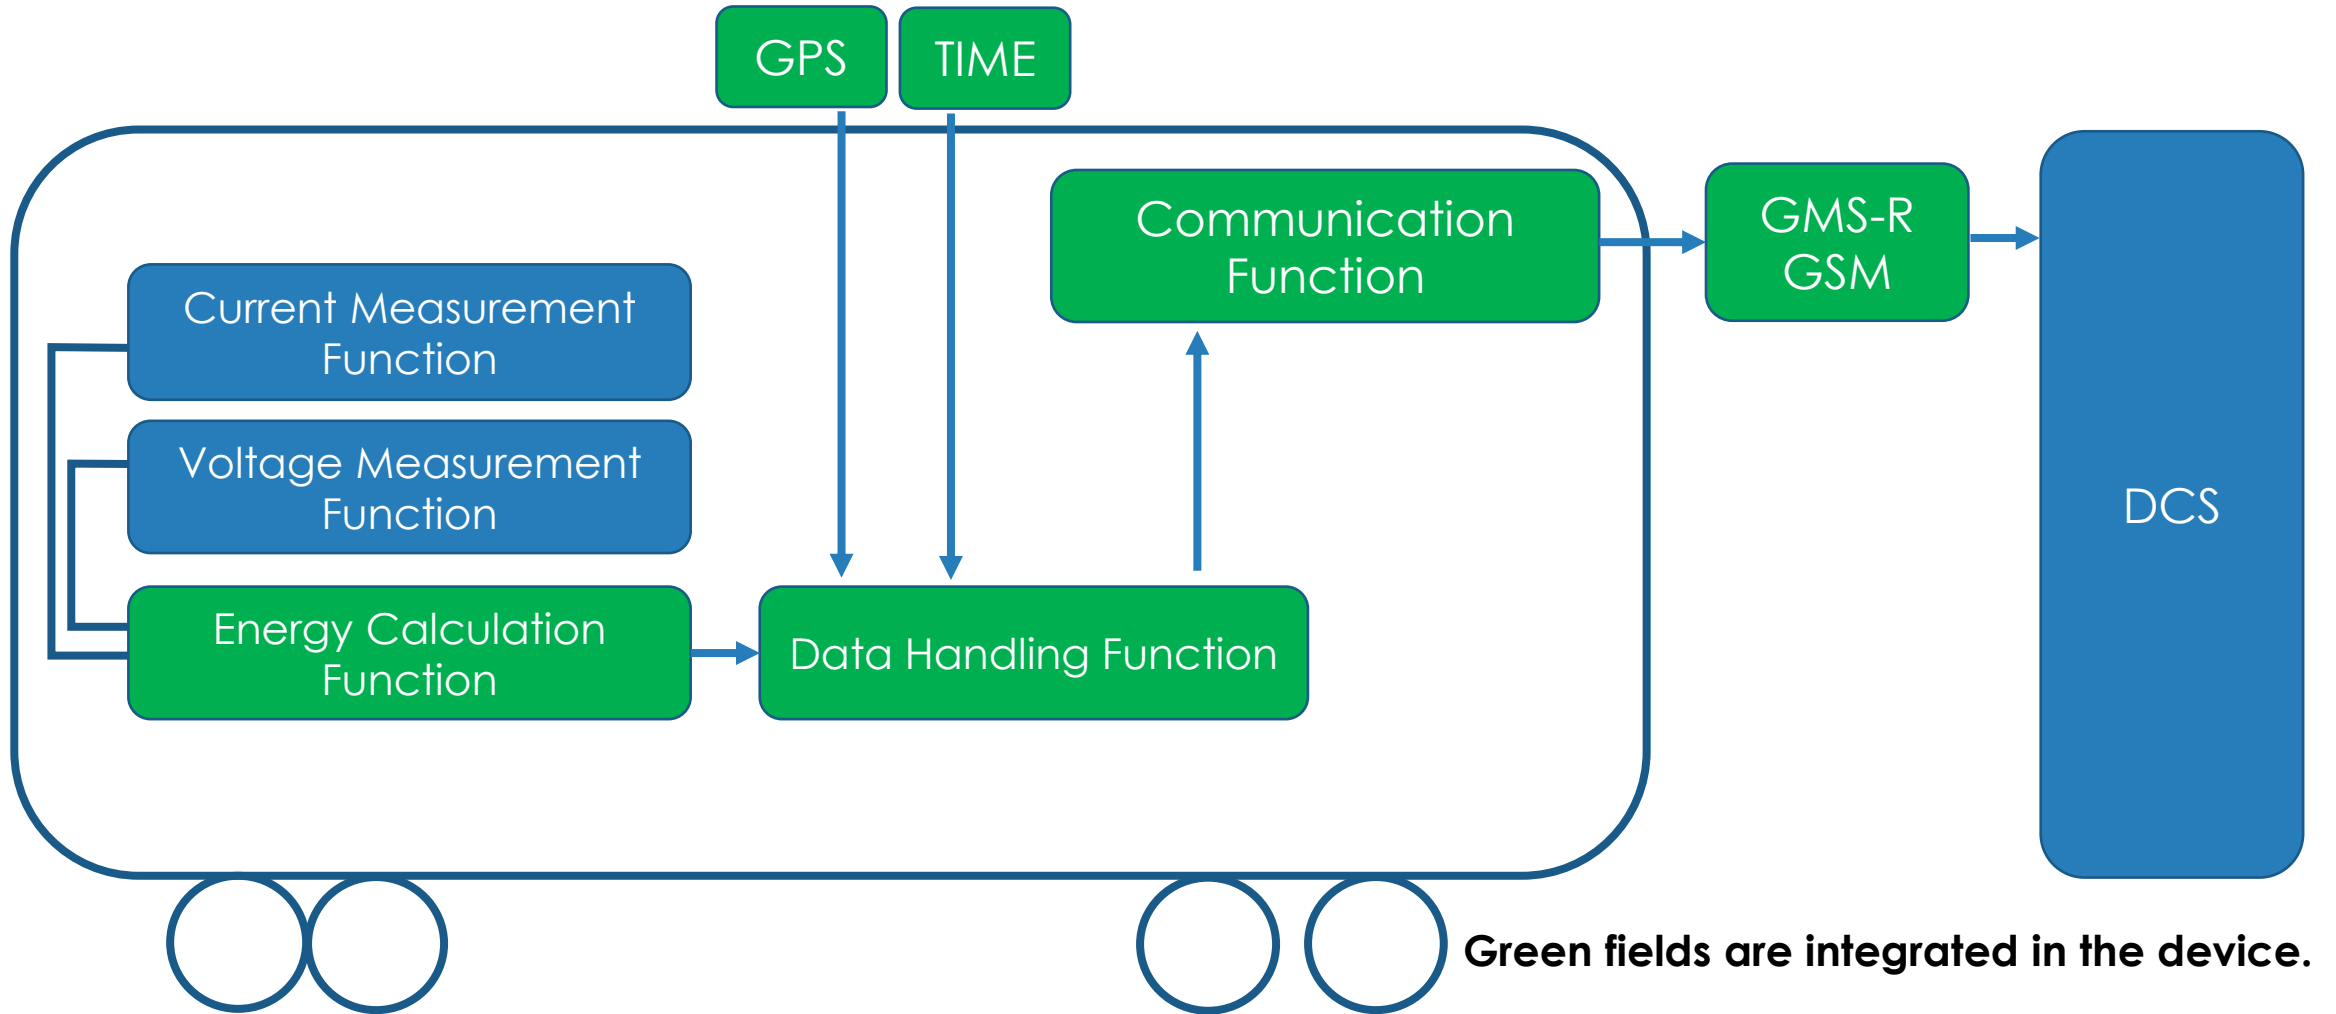 GPS
TIME
Communication
Function
GMS-R
GSM
Current Measurement
Function
Voltage Measurement
Function
DCS
Energy Calculation
Function
Data Handling Function
Green fields are integrated in the device.